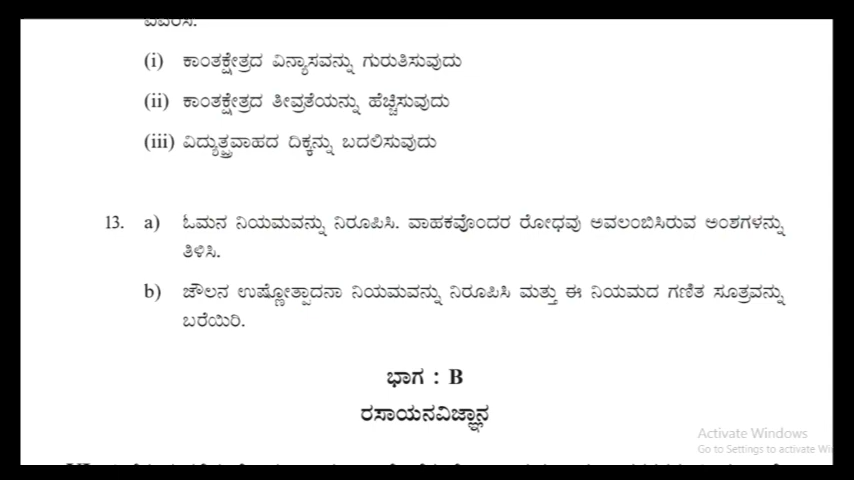 ವಿವರಿಸಿ.
(i) ಕಾಂತಕ್ಷೇತ್ರದ ವಿನ್ಯಾಸವನ್ನು ಗುರುತಿಸುವುದು
(ii) ಕಾಂತಕ್ಷೇತ್ರದ ತೀವ್ರತೆಯನ್ನು ಹೆಚ್ಚಿಸುವುದು
(iii) ವಿದ್ಯುತ್ಪ್ರವಾಹದ ದಿಕ್ಕನ್ನು ಬದಲಿಸುವುದು
13. a) ಓಮನ ನಿಯಮವನ್ನು ನಿರೂಪಿಸಿ. ವಾಹಕವೊಂದರ ರೋಧವು ಅವಲಂಬಿಸಿರುವ ಅಂಶಗಳನ್ನು
ತಿಳಿಸಿ.
b) ಜೌಲನ ಉಷ್ಣೋತ್ಪಾದನಾ ನಿಯಮವನ್ನು ನಿರೂಪಿಸಿ ಮತ್ತು ಈ ನಿಯಮದ ಗಣಿತ ಸೂತ್ರವನ್ನು
ಬರೆಯಿರಿ.
ಭಾಗ : B
ರಸಾಯನವಿಜ್ಞಾನ
Activate Windows
Go to Settings to activate Wi